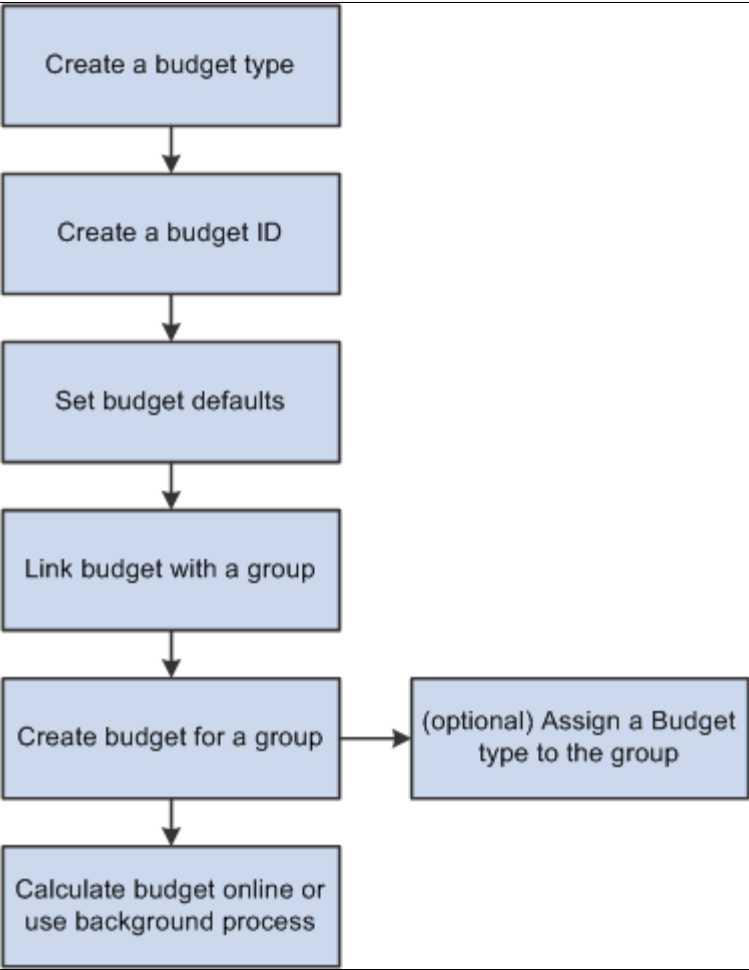 Create a budget type
Create a budget ID
Set budget defaults
Link budget with a group
Create budget for a group
(optional) Assign a Budget
type to the group
Calculate budget online or
use background process